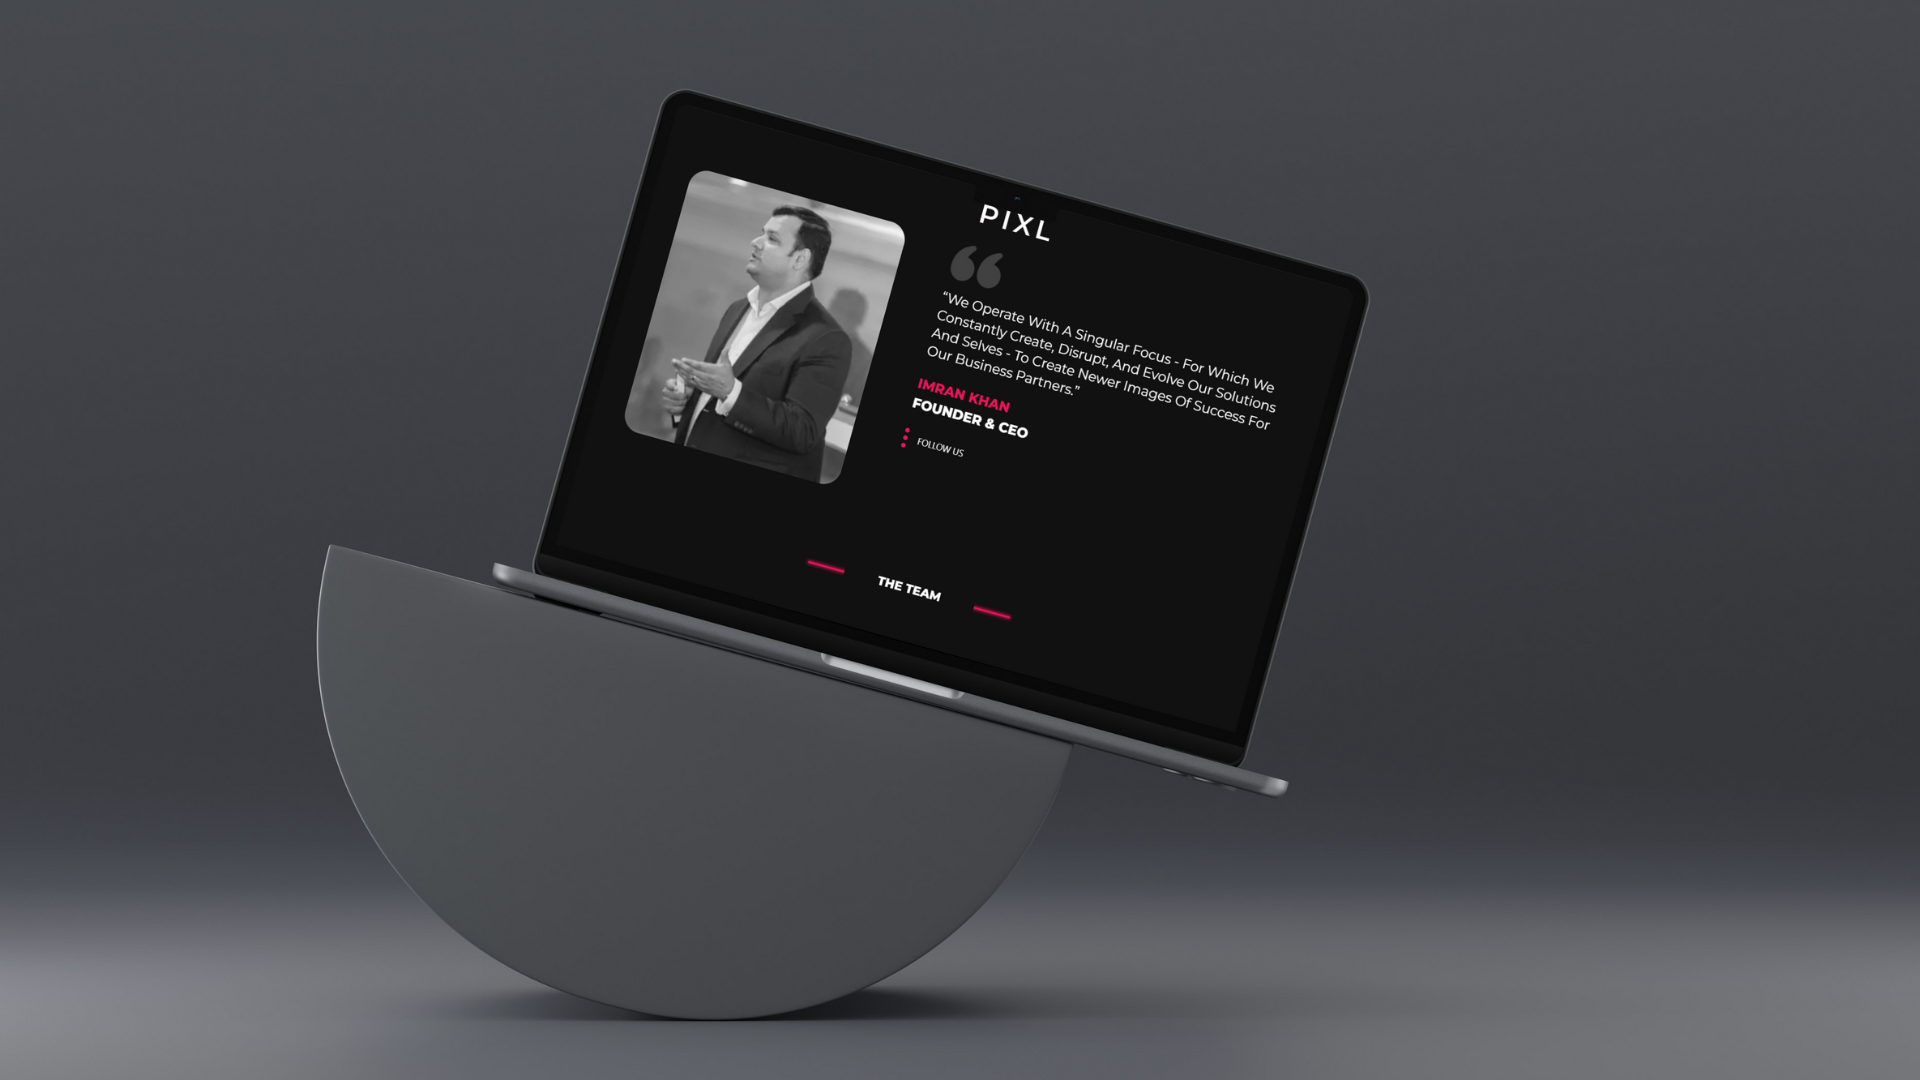 PIXL
“We Operate With A Singular Focus - For Which We
Constantly Create, Disrupt, And Evolve Our Solutions
And Selves - To Create Newer Images Of Success For
Our Business Partners.”
IMRAN KHAN
FOUNDER & CEO
FOLLOW US
THE TEAM